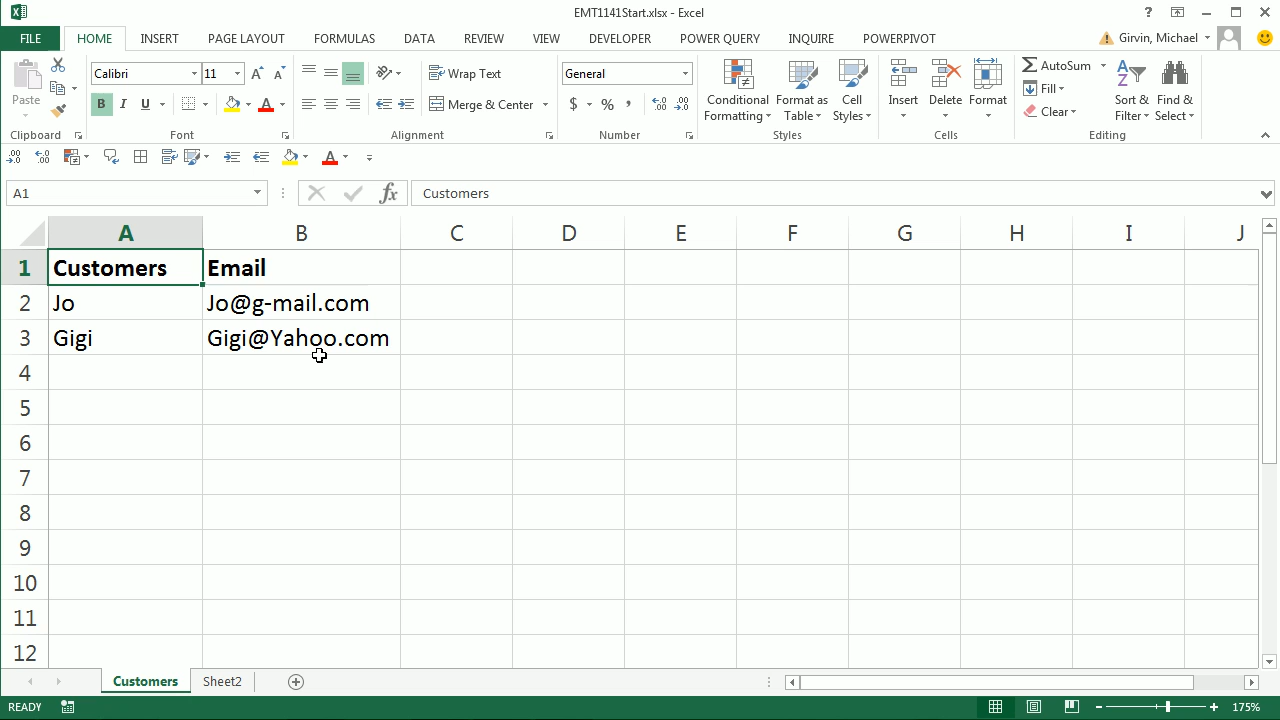 EMT1141Start.xlsx - Excel
?
FILE HOME INSERT PAGE LAYOUT FORMULAS DATA REVIEW VIEW DEVELOPER POWER QUERY INQUIRE POWERPIVOT Girvin, Michael
Paste
Calibri 11
B I U A
Wrap Text
Merge & Center
General
$ % ,
Conditional Formatting
Format as Table
Cell Styles
Insert
Delete
Format
AutoSum
Fill
Clear
Sort & Filter
Find & Select
Clipboard Font Alignment Number Styles Cells Editing
A1 fx Customers
A B C D E F G H I J
1 Customers Email
2 Jo Jo@g-mail.com
3 Gigi Gigi@Yahoo.com
4
5
6
7
8
9
10
11
12
Customers Sheet2
READY 175%